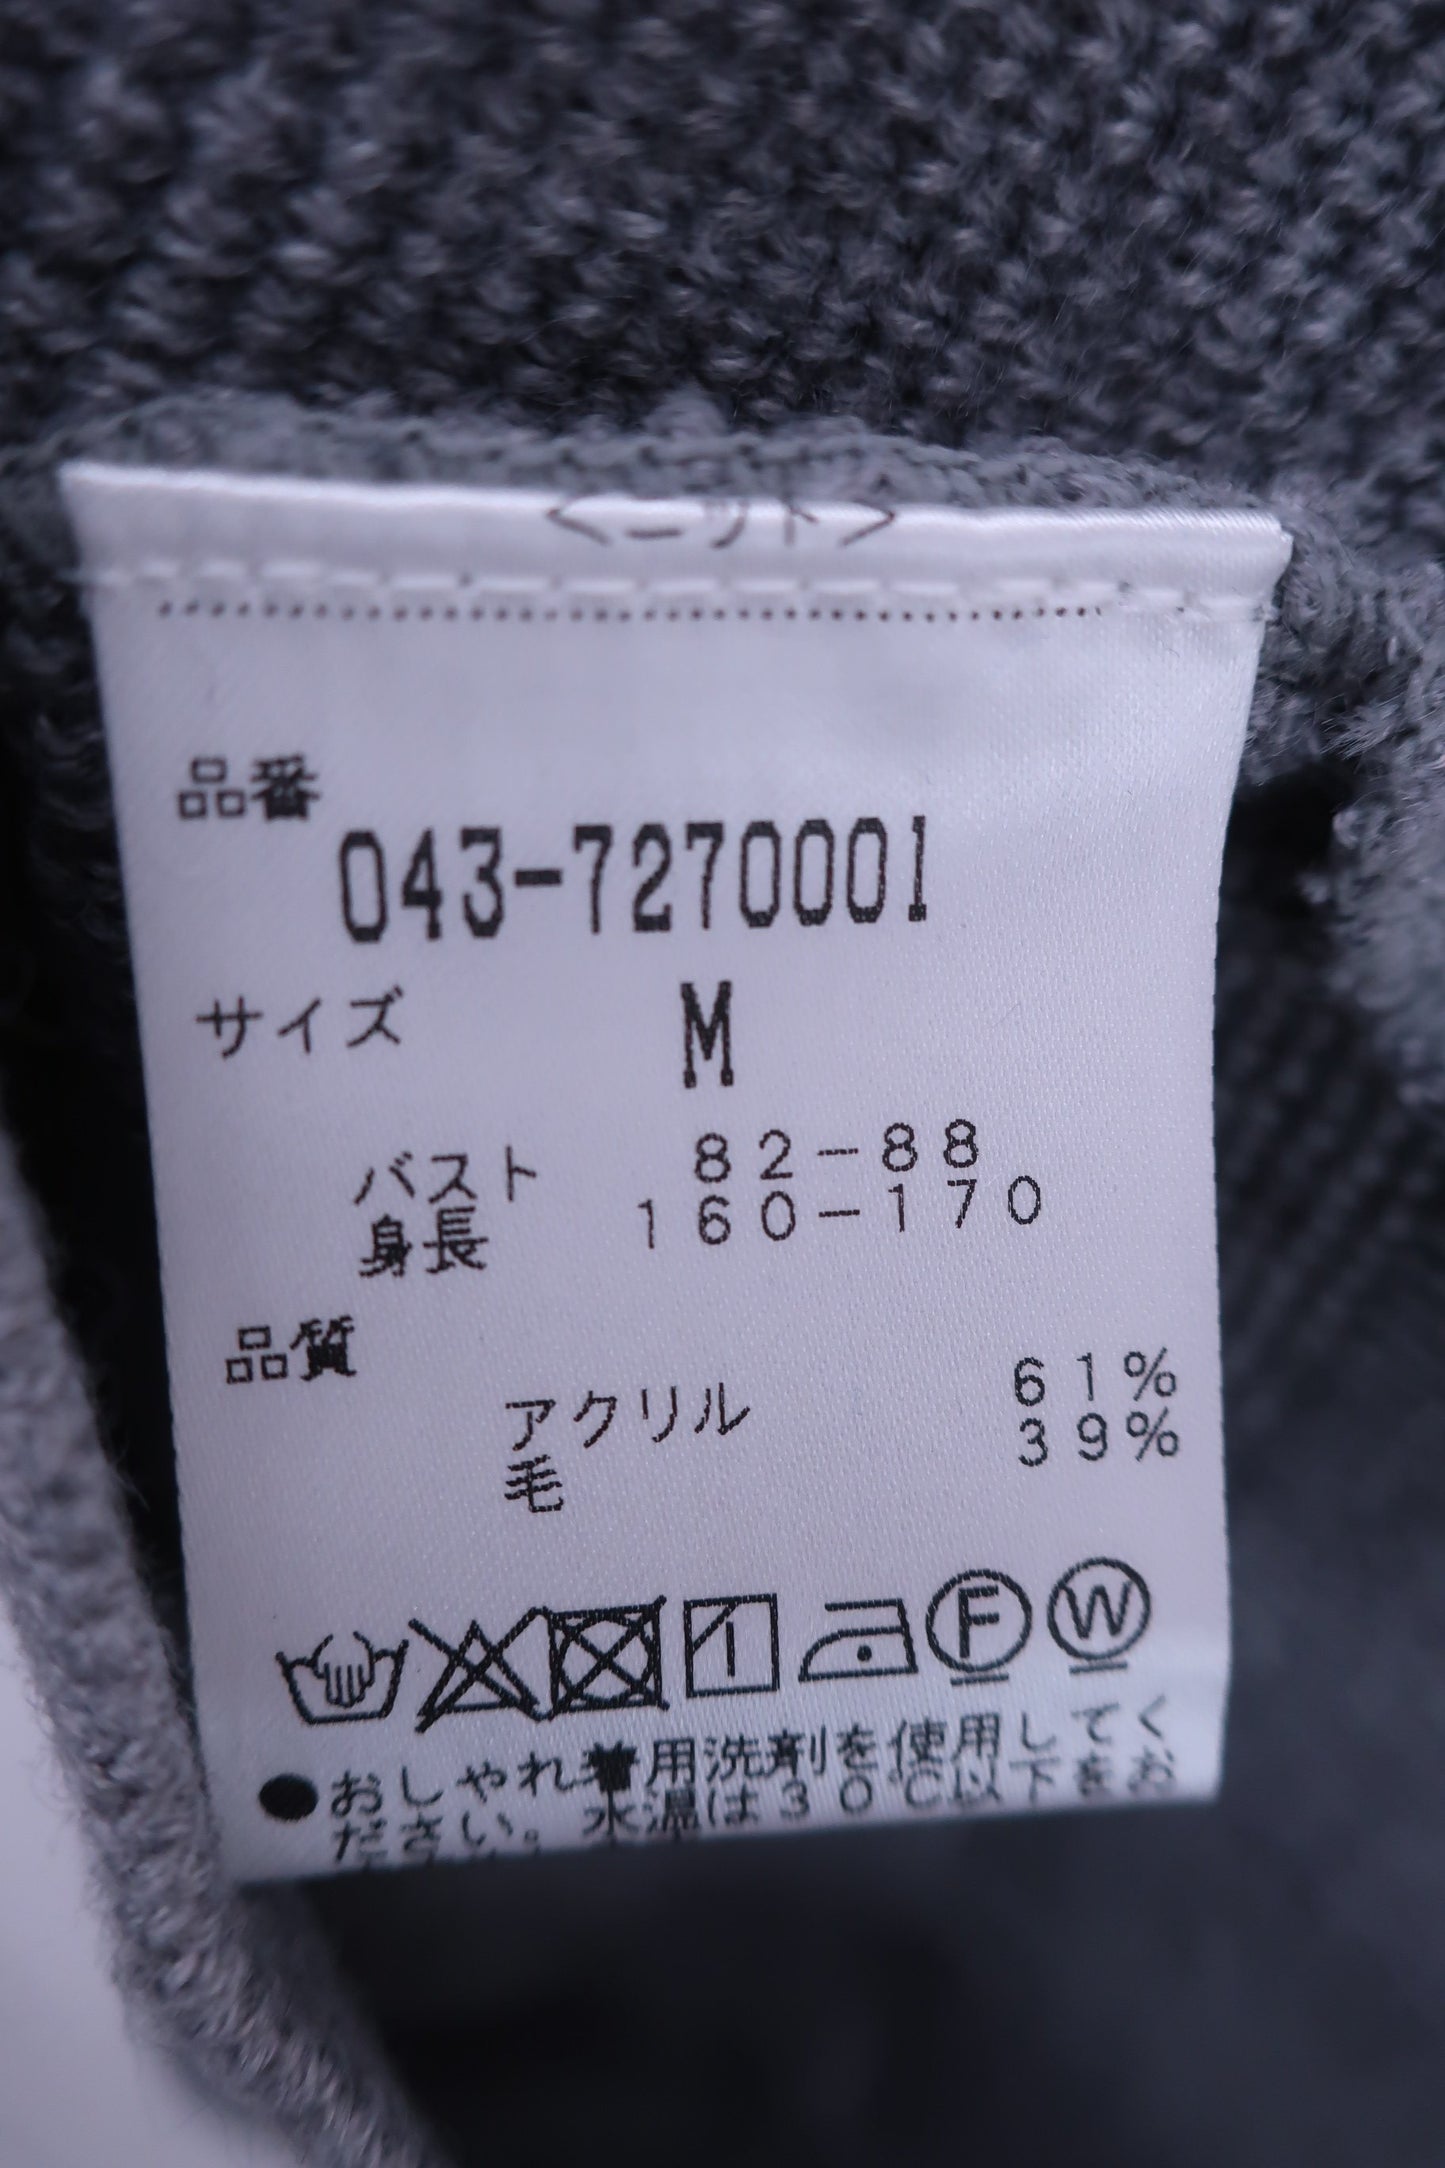 <ニット>
品番
043-7270001
サイズ M
バスト 82-88
身長 160-170
品質
アクリル 61%
毛 39%
F W
●おしゃれ着用洗剤を使用してく
ださい。水温は30℃以下をお